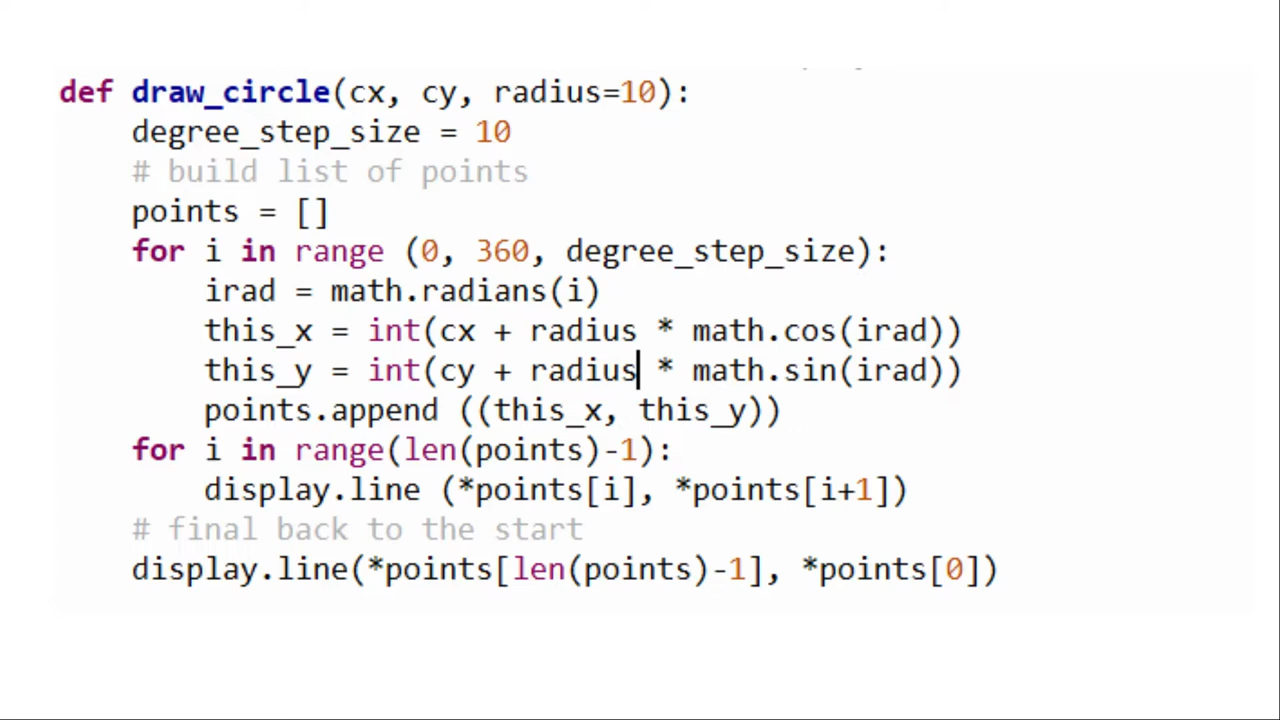 def draw_circle(cx, cy, radius=10):
    degree_step_size = 10
    # build list of points
    points = []
    for i in range (0, 360, degree_step_size):
        irad = math.radians(i)
        this_x = int(cx + radius * math.cos(irad))
        this_y = int(cy + radius * math.sin(irad))
        points.append ((this_x, this_y))
    for i in range(len(points)-1):
        display.line (*points[i], *points[i+1])
    # final back to the start
    display.line(*points[len(points)-1], *points[0])